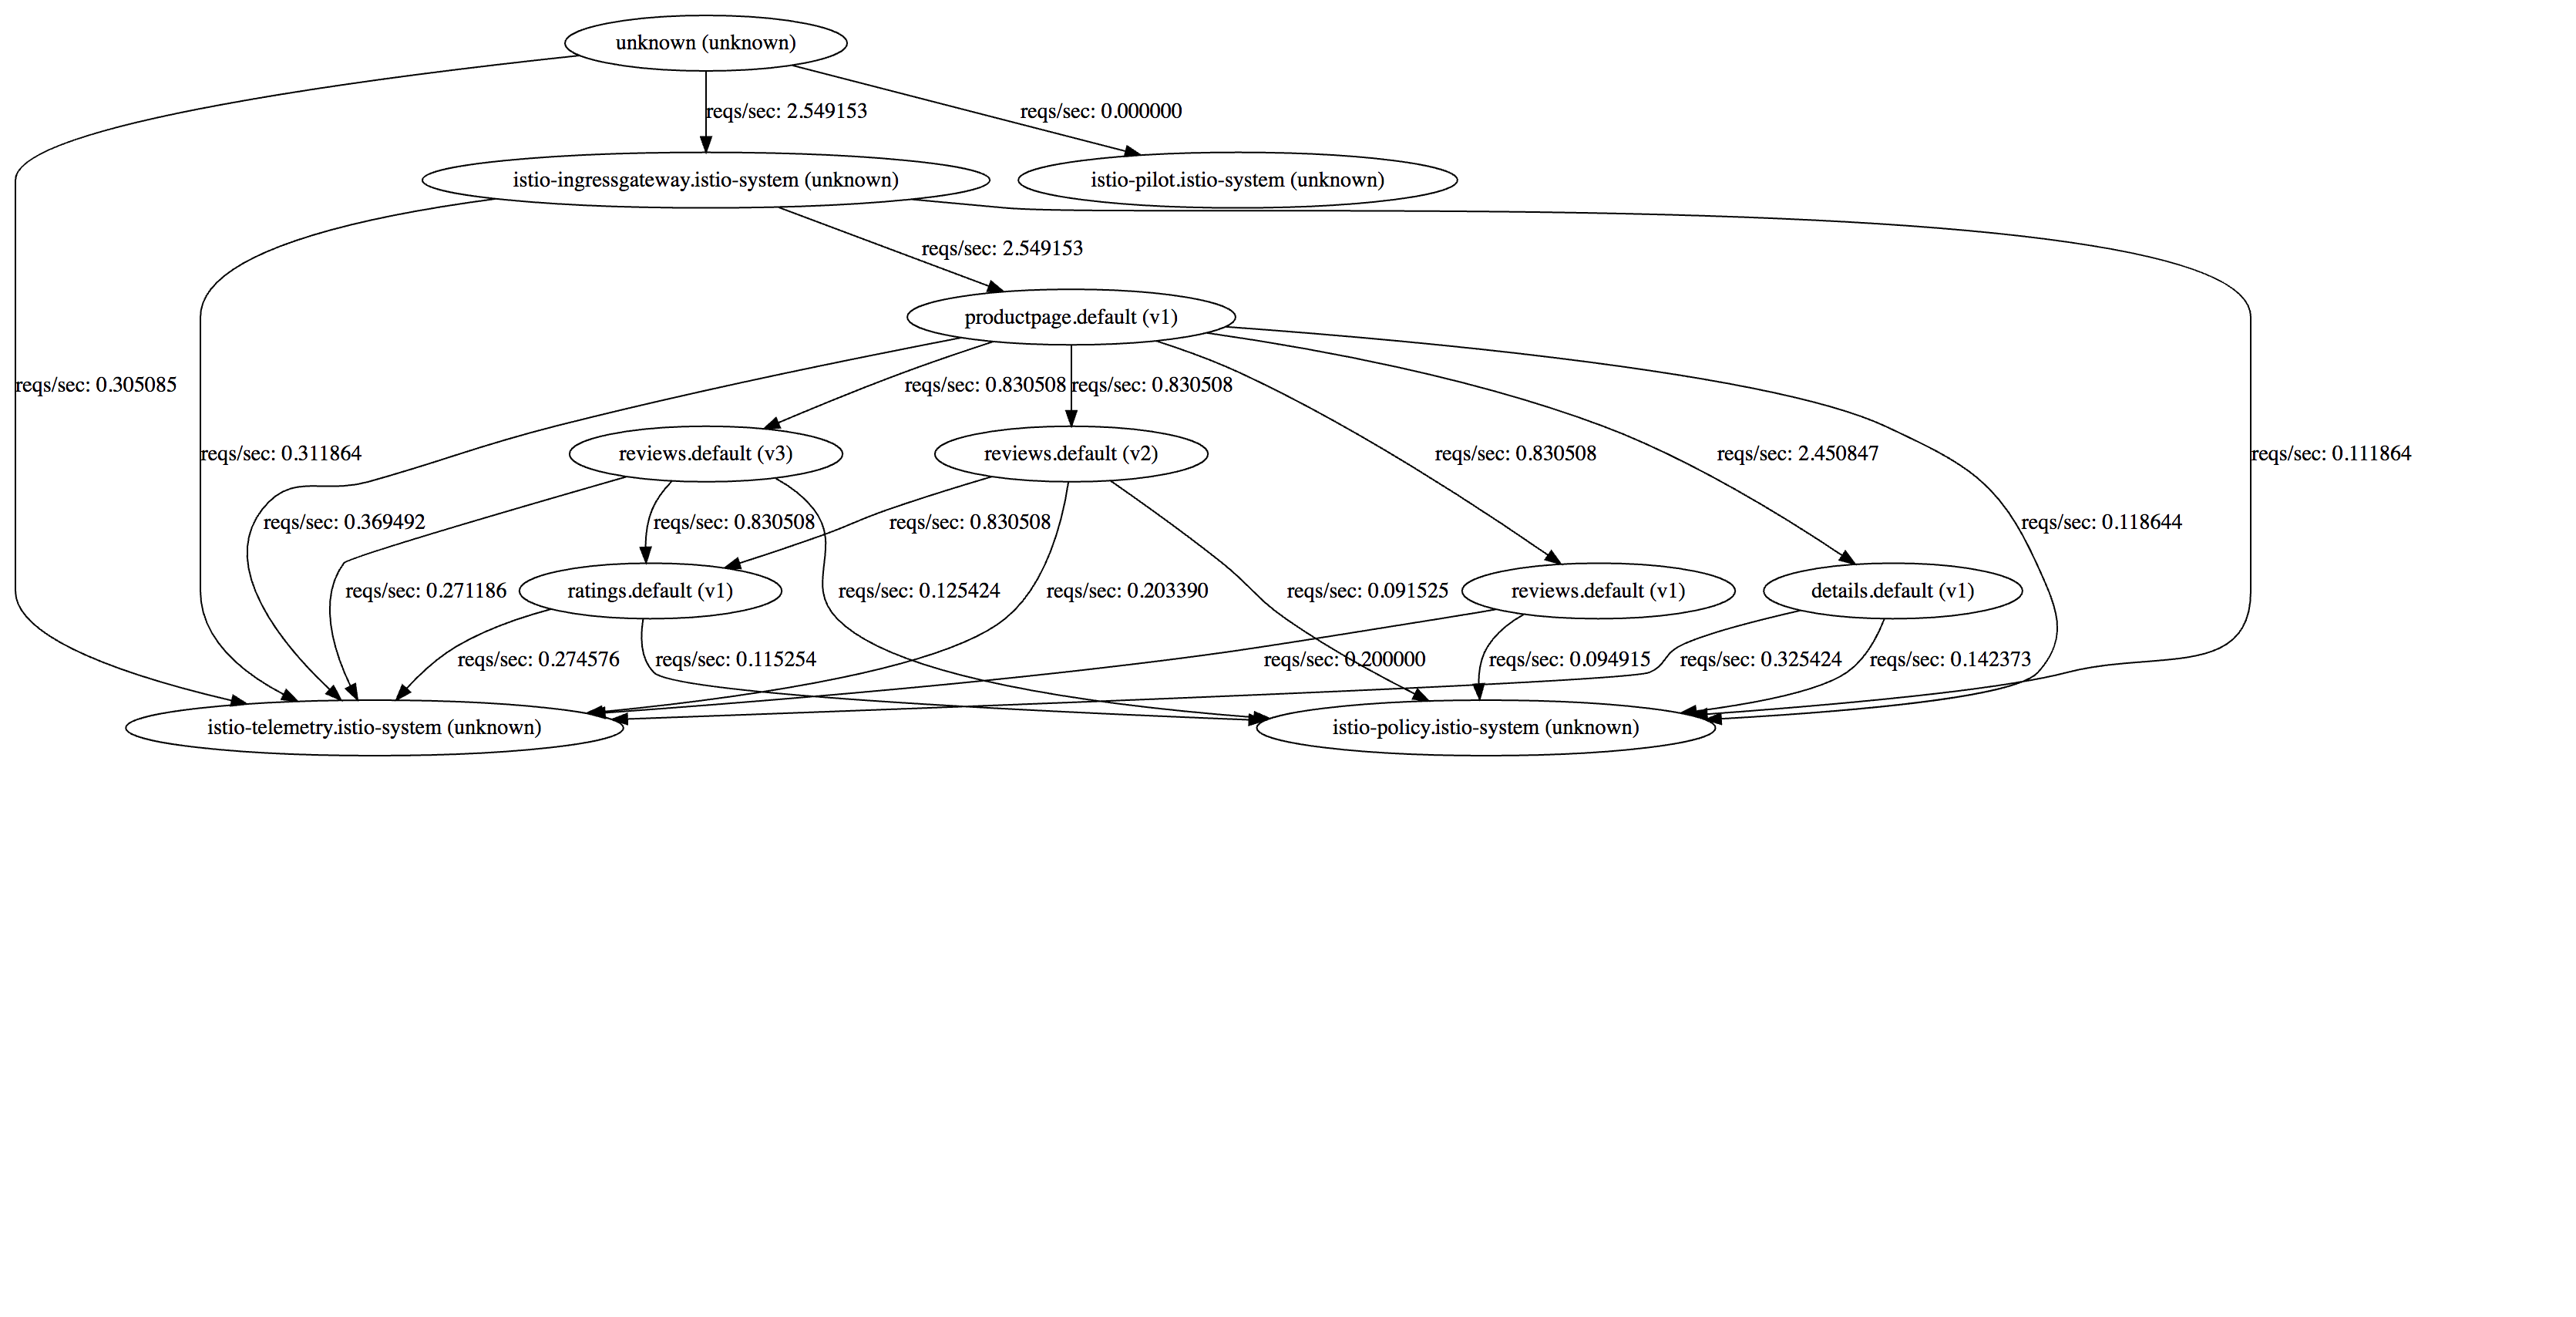 unknown (unknown)
reqs/sec: 2.549153
reqs/sec: 0.000000
istio-ingressgateway.istio-system (unknown)
istio-pilot.istio-system (unknown)
reqs/sec: 2.549153
productpage.default (v1)
reqs/sec: 0.305085
reqs/sec: 0.830508
reqs/sec: 0.830508
reqs/sec: 0.311864
reviews.default (v3)
reviews.default (v2)
reqs/sec: 0.830508
reqs/sec: 2.450847
reqs/sec: 0.111864
reqs/sec: 0.369492
reqs/sec: 0.830508
reqs/sec: 0.830508
reqs/sec: 0.118644
reqs/sec: 0.271186
ratings.default (v1)
reqs/sec: 0.125424
reqs/sec: 0.203390
reqs/sec: 0.091525
reviews.default (v1)
details.default (v1)
reqs/sec: 0.274576
reqs/sec: 0.115254
reqs/sec: 0.200000
reqs/sec: 0.094915
reqs/sec: 0.325424
reqs/sec: 0.142373
istio-telemetry.istio-system (unknown)
istio-policy.istio-system (unknown)